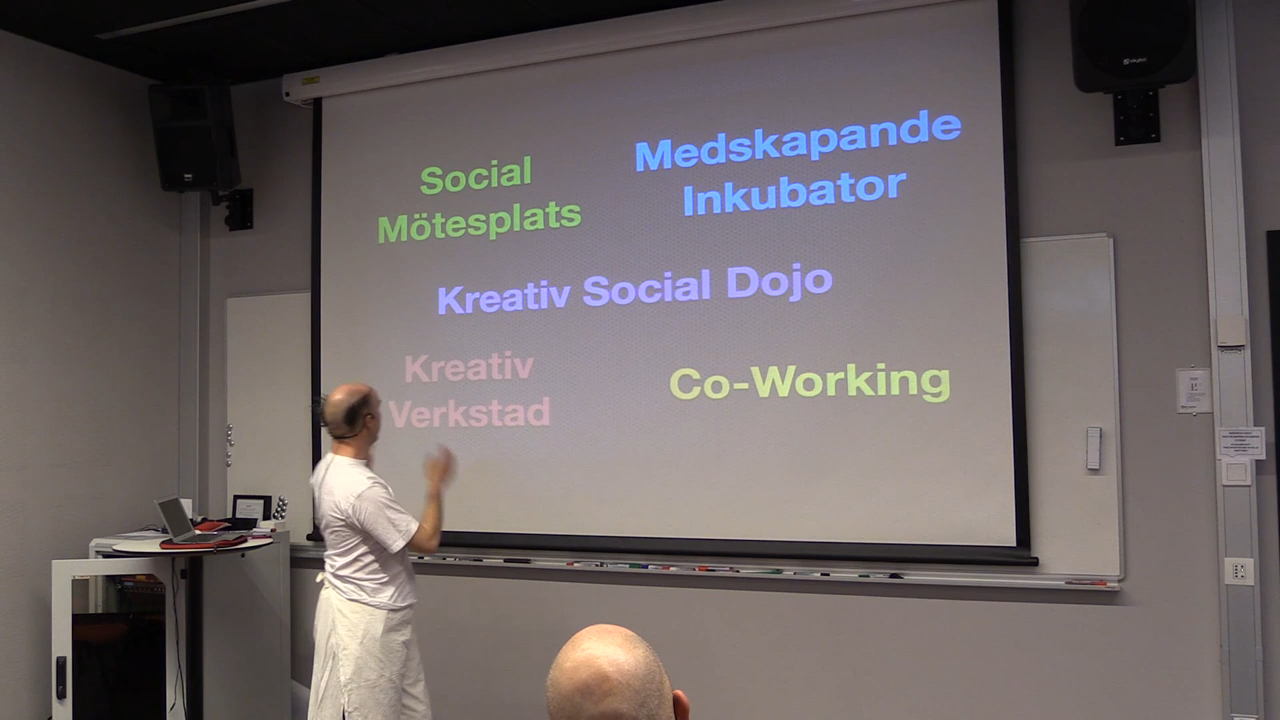 Social
Mötesplats
Medskapande
Inkubator
Kreativ Social Dojo
Kreativ
Verkstad
Co-Working